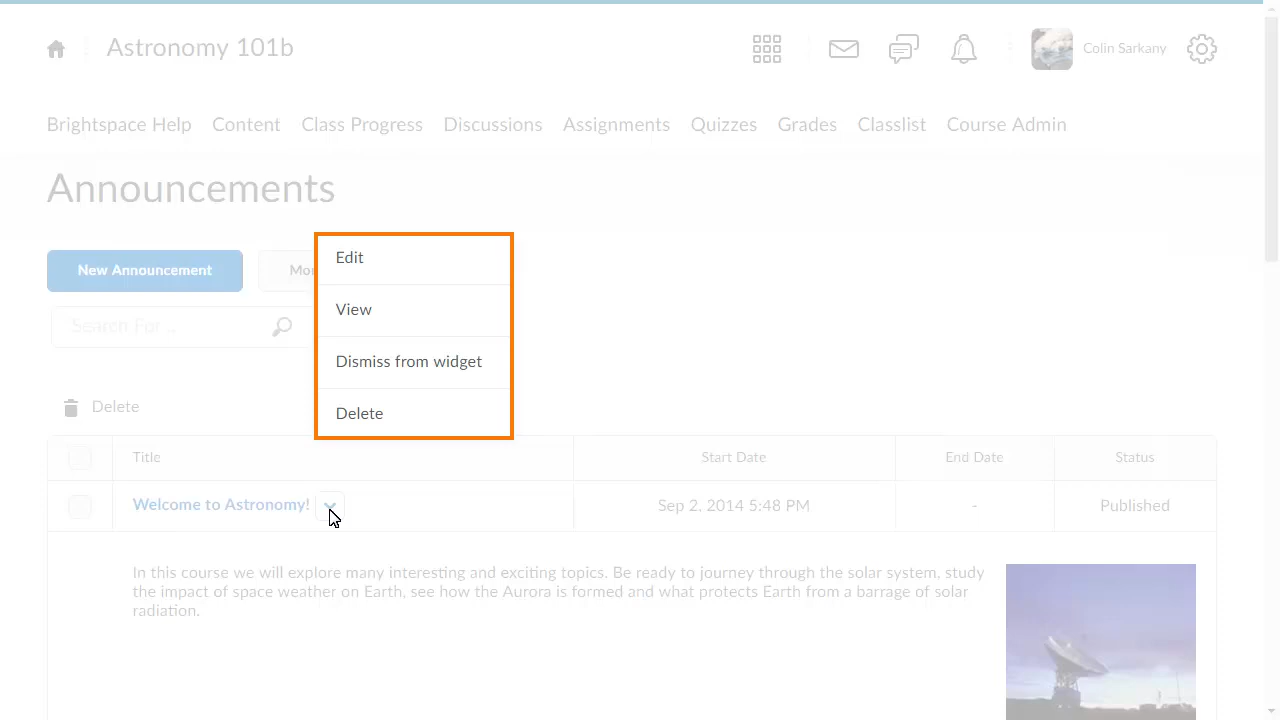 Astronomy 101b
Colin Sarkany
Brightspace Help Content Class Progress Discussions Assignments Quizzes Grades Classlist Course Admin
Announcements
New Announcement
Edit
View
Dismiss from widget
Delete
Search For ...
Delete
Title Start Date End Date Status
Welcome to Astronomy! Sep 2, 2014 5:48 PM - Published
In this course we will explore many interesting and exciting topics. Be ready to journey through the solar system, study
the impact of space weather on Earth, see how the Aurora is formed and what protects Earth from a barrage of solar
radiation.